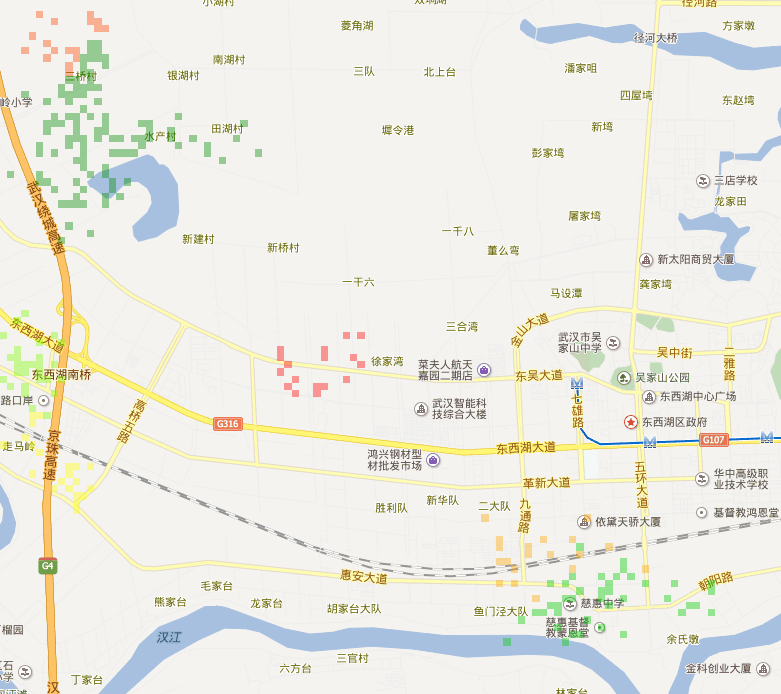 小湖村
双湖湖
径河路
菱角湖
方家墩
径河大桥
南湖村
三队
北上台
潘家咀
三桥村
银湖村
岭小学
四屋塆
东赵塆
田湖村
水产村
墀令港
新塆
彭家塆
武汉绕城高速
三店学校
龙家田
屠家塆
新建村
新桥村
一千八
董么弯
新太阳商贸大厦
一千六
龚家塆
马设潭
东西湖大道
三合湾
金山大道
武汉市吴
家山中学
徐家湾
菜夫人航天
嘉园二期店
东吴大道
吴中街
二雅路
东西湖南桥
吴家山公园
路口岸
东西湖中心广场
七雄路
武汉智能科
技综合大楼
高桥五路
G316
东西湖区政府
京珠高速
走马岭
东西湖大道
G107
鸿兴钢材型
材批发市场
五环大道
华中高级职
业技术学校
革新大道
新华队
胜利队
二大队
九通路
基督教鸿恩堂
依黛天骄大厦
G4
惠安大道
朝阳路
毛家台
熊家台
龙家台
胡家台大队
鱼门泾大队
慈惠中学
慈惠基督
教蒙恩堂
榴园
汉江
余氏墩
三官村
六方台
金科创业大厦
丁家台
汉
林家台